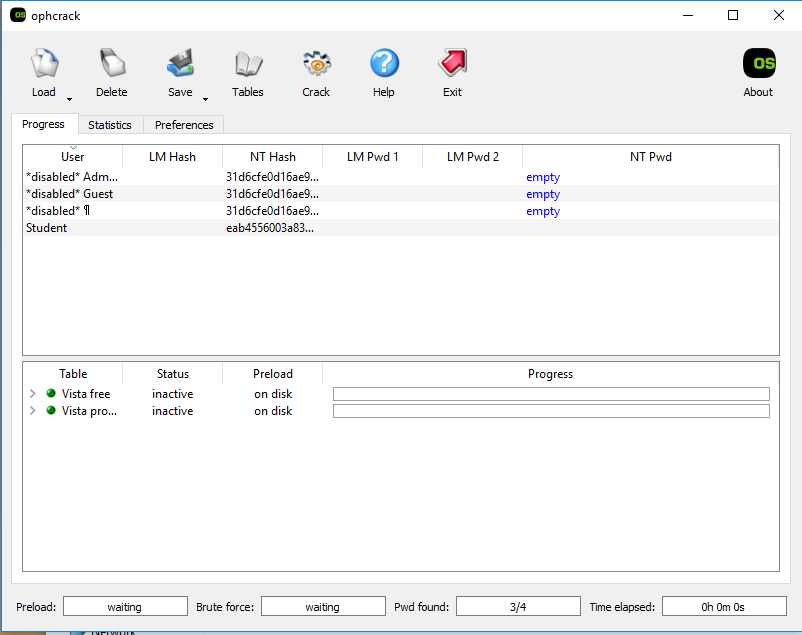 OS ophcrack
Load Delete Save Tables Crack Help Exit OS About
Progress Statistics Preferences
User LM Hash NT Hash LM Pwd 1 LM Pwd 2 NT Pwd
*disabled* Adm... 31d6cfe0d16ae9... empty
*disabled* Guest 31d6cfe0d16ae9... empty
*disabled* ¶ 31d6cfe0d16ae9... empty
Student eab4556003a83...
Table Status Preload Progress
Vista free inactive on disk
Vista pro... inactive on disk
Preload: waiting Brute force: waiting Pwd found: 3/4 Time elapsed: 0h 0m 0s
Network